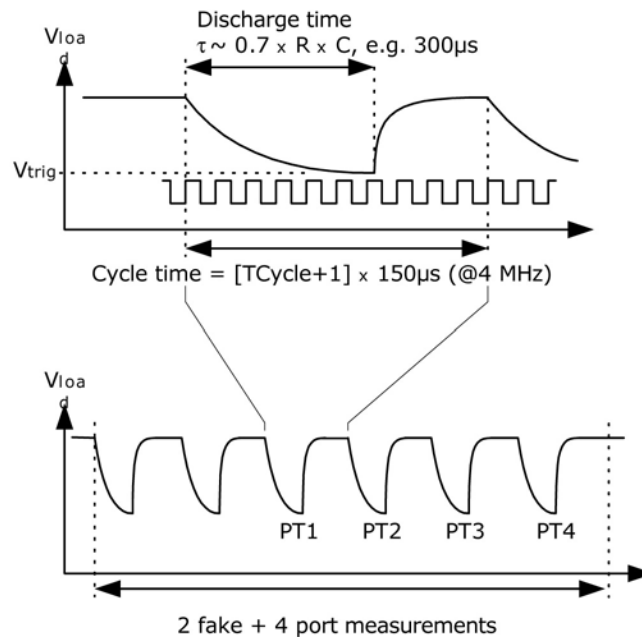 Discharge time
τ ~ 0.7 x R x C, e.g. 300µs
Vloa
d
Vtrig
Cycle time = [TCycle+1] x 150µs (@4 MHz)
Vloa
d
PT1 PT2 PT3 PT4
2 fake + 4 port measurements